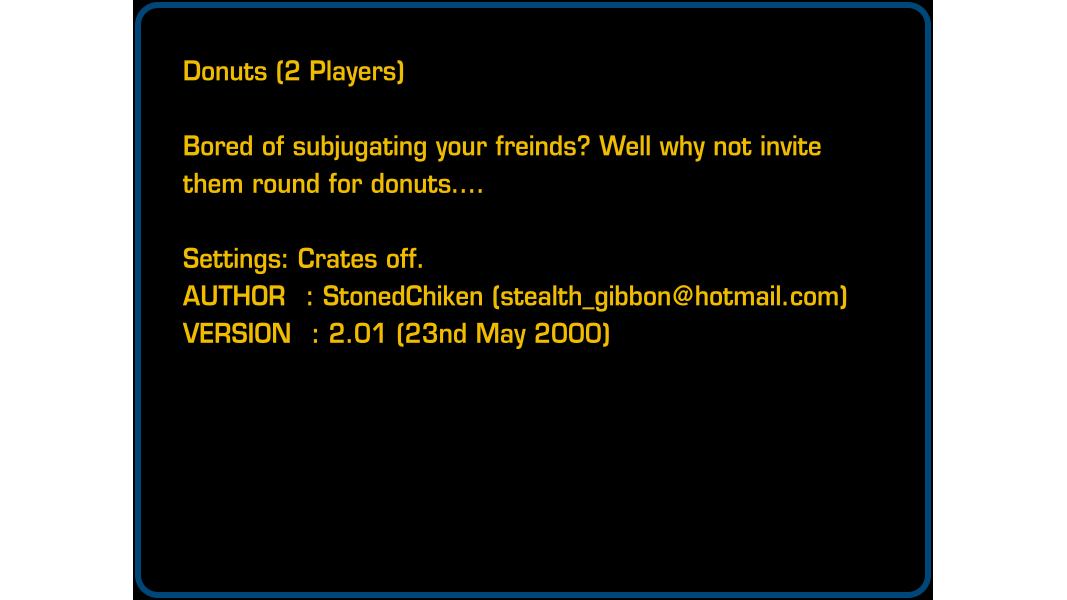 Donuts (2 Players)
Bored of subjugating your freinds? Well why not invite
them round for donuts....
Settings: Crates off.
AUTHOR : StonedChiken (stealth_gibbon@hotmail.com)
VERSION : 2.01 (23nd May 2000)